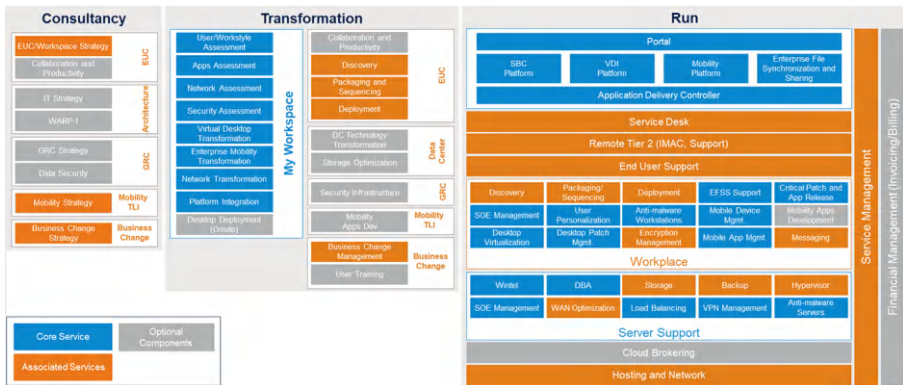 Consultancy
EUC/Workspace Strategy
Collaboration and
Productivity
EUC
IT Strategy
WARP-I
Architecture
GRC Strategy
Data Security
GRC
Mobility Strategy
Mobility
TLI
Business Change
Strategy
Business
Change
Transformation
User/Workstyle
Assessment
Apps Assessment
Network Assessment
Security Assessment
Virtual Desktop
Transformation
Enterprise Mobility
Transformation
Network Transformation
Platform Integration
Desktop Deployment
(Onsite)
My Workspace
Collaboration and
Productivity
Discovery
Packaging and
Sequencing
Deployment
EUC
DC Technology
Transformation
Storage Optimization
Data
Center
Security Infrastructure
GRC
Mobility
Apps Dev
Mobility
TLI
Business Change
Management
User Training
Business
Change
Run
Portal
SBC
Platform
VDI
Platform
Mobility
Platform
Enterprise File
Synchronization and
Sharing
Application Delivery Controller
Service Desk
Remote Tier 2 (IMAC, Support)
End User Support
Discovery
Packaging/
Sequencing
Deployment
EFSS Support
Critical Patch and
App Release
SOE Management
User
Personalization
Anti-malware
Workstations
Mobile Device
Mgmt
Mobility Apps
Development
Desktop
Virtualization
Desktop Patch
Mgmt
Encryption
Management
Mobile App Mgmt
Messaging
Workplace
Wintel
DBA
Storage
Backup
Hypervisor
SOE Management
WAN Optimization
Load Balancing
VPN Management
Anti-malware
Servers
Server Support
Cloud Brokering
Hosting and Network
Service Management
Financial Management (Invoicing/Billing)
Core Service
Optional
Components
Associated Services